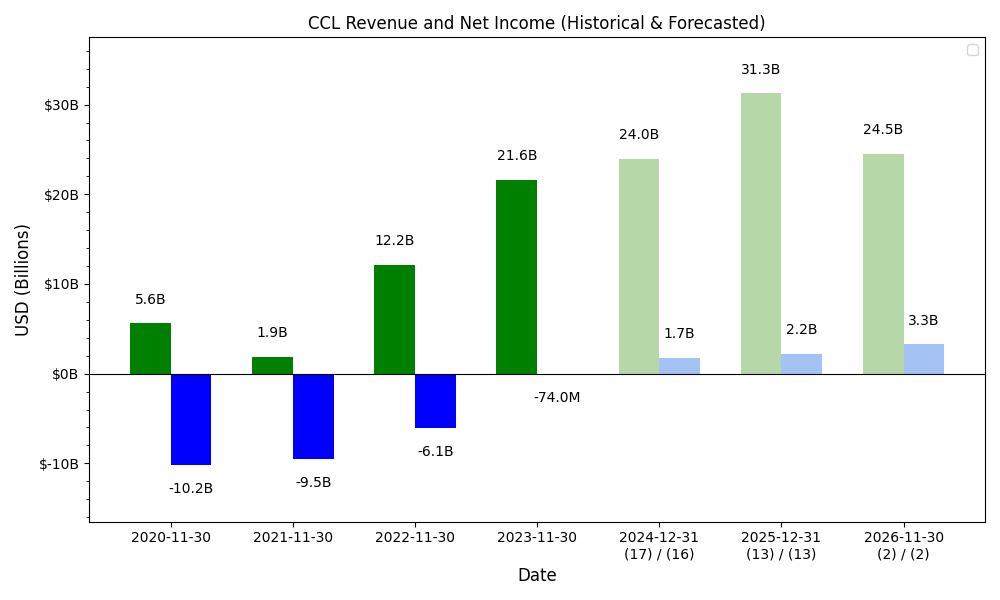 CCL Revenue and Net Income (Historical & Forecasted)
USD (Billions)
$30B
$20B
$10B
$0B
$-10B
5.6B
-10.2B
1.9B
-9.5B
12.2B
-6.1B
21.6B
-74.0M
24.0B
1.7B
31.3B
2.2B
24.5B
3.3B
2020-11-30
2021-11-30
2022-11-30
2023-11-30
2024-12-31
(17) / (16)
2025-12-31
(13) / (13)
2026-11-30
(2) / (2)
Date